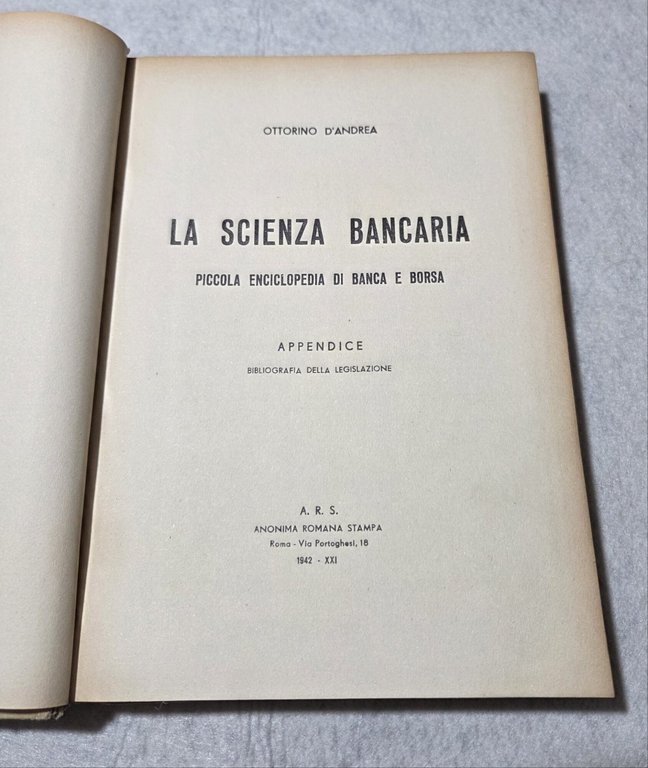 OTTORINO D'ANDREA
LA SCIENZA BANCARIA
PICCOLA ENCICLOPEDIA DI BANCA E BORSA
APPENDICE
BIBLIOGRAFIA DELLA LEGISLAZIONE
A. R. S.
ANONIMA ROMANA STAMPA
Roma - Via Portoghesi, 18
1942 - XXI